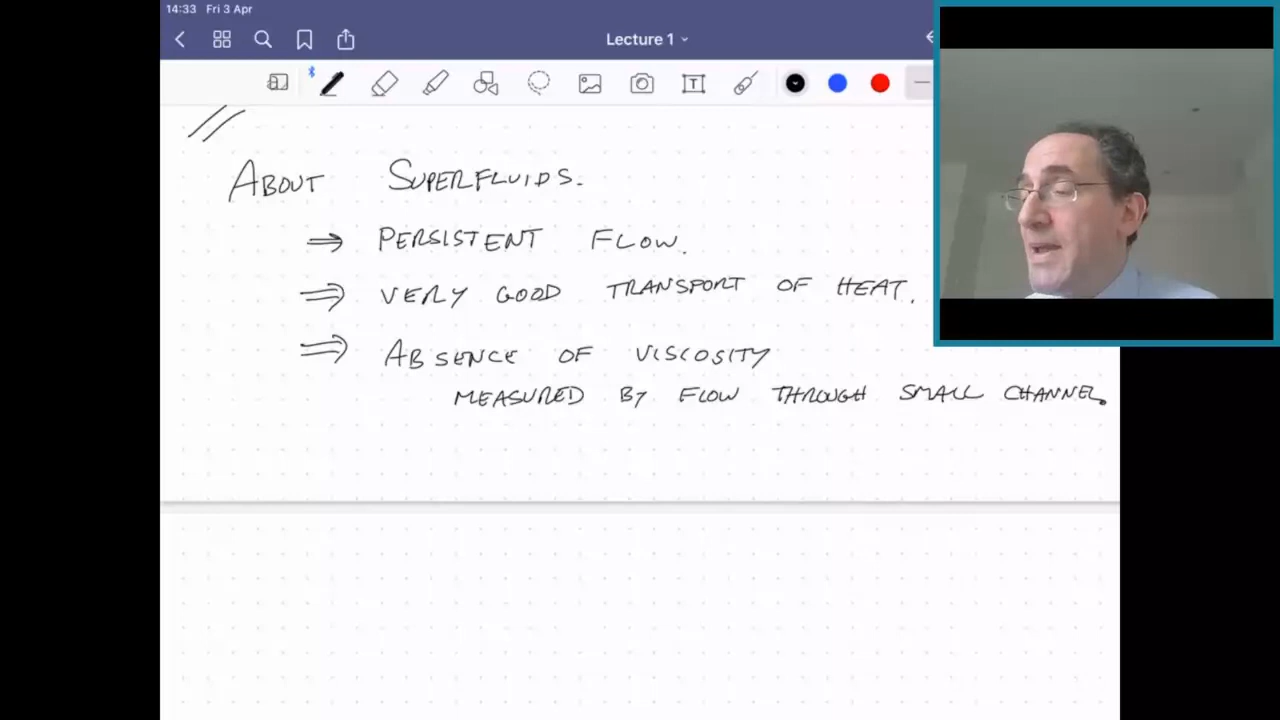 14:33 Fri 3 Apr
Lecture 1
ABOUT SUPERFLUIDS.
⇒ PERSISTENT FLOW.
⇒ VERY GOOD TRANSPORT OF HEAT.
⇒ ABSENCE OF VISCOSITY
MEASURED BY FLOW THROUGH SMALL CHANNEL.